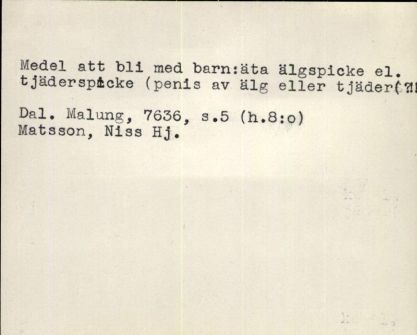 Medel att bli med barn:äta älgspicke el.
tjäderspicke (penis av älg eller tjäder(?)
Dal. Malung, 7636, s.5 (h.8:o)
Matsson, Niss Hj.